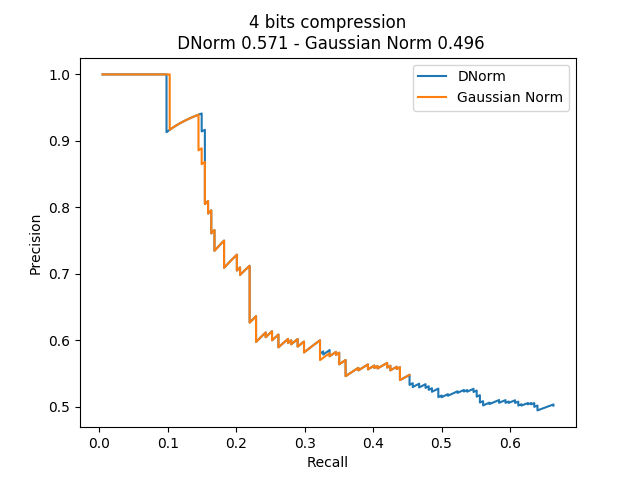 4 bits compression
DNorm 0.571 - Gaussian Norm 0.496
DNorm
Gaussian Norm
1.0
0.9
0.8
0.7
0.6
0.5
Precision
0.0 0.1 0.2 0.3 0.4 0.5 0.6
Recall